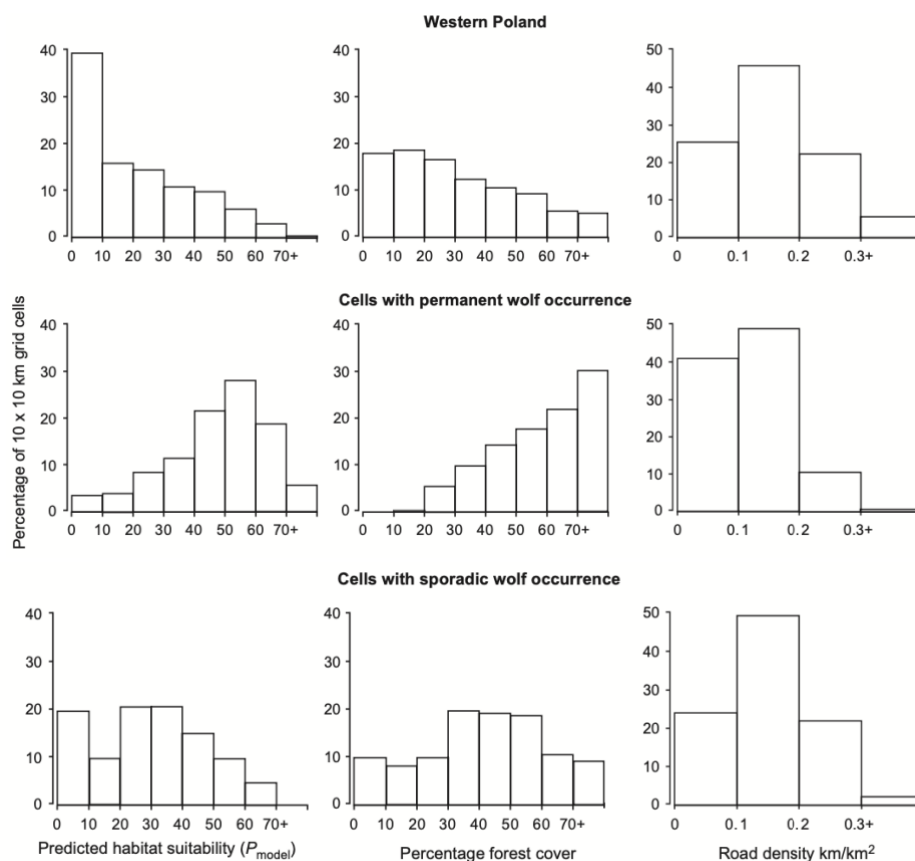 Western Poland
40 40 50
30 30 40
20 20 30
10 10 20
0 0 10
0
0 10 20 30 40 50 60 70+ 0 10 20 30 40 50 60 70+ 0 0.1 0.2 0.3+
Percentage of 10 x 10 km grid cells
Cells with permanent wolf occurrence
40 40 50
30 30 40
20 20 30
10 10 20
0 0 10
0
0 10 20 30 40 50 60 70+ 0 10 20 30 40 50 60 70+ 0 0.1 0.2 0.3+
Cells with sporadic wolf occurrence
40 40 50
30 30 40
20 20 30
10 10 20
0 0 10
0
0 10 20 30 40 50 60 70+ 0 10 20 30 40 50 60 70+ 0 0.1 0.2 0.3+
Predicted habitat suitability (Pmodel) Percentage forest cover Road density km/km²